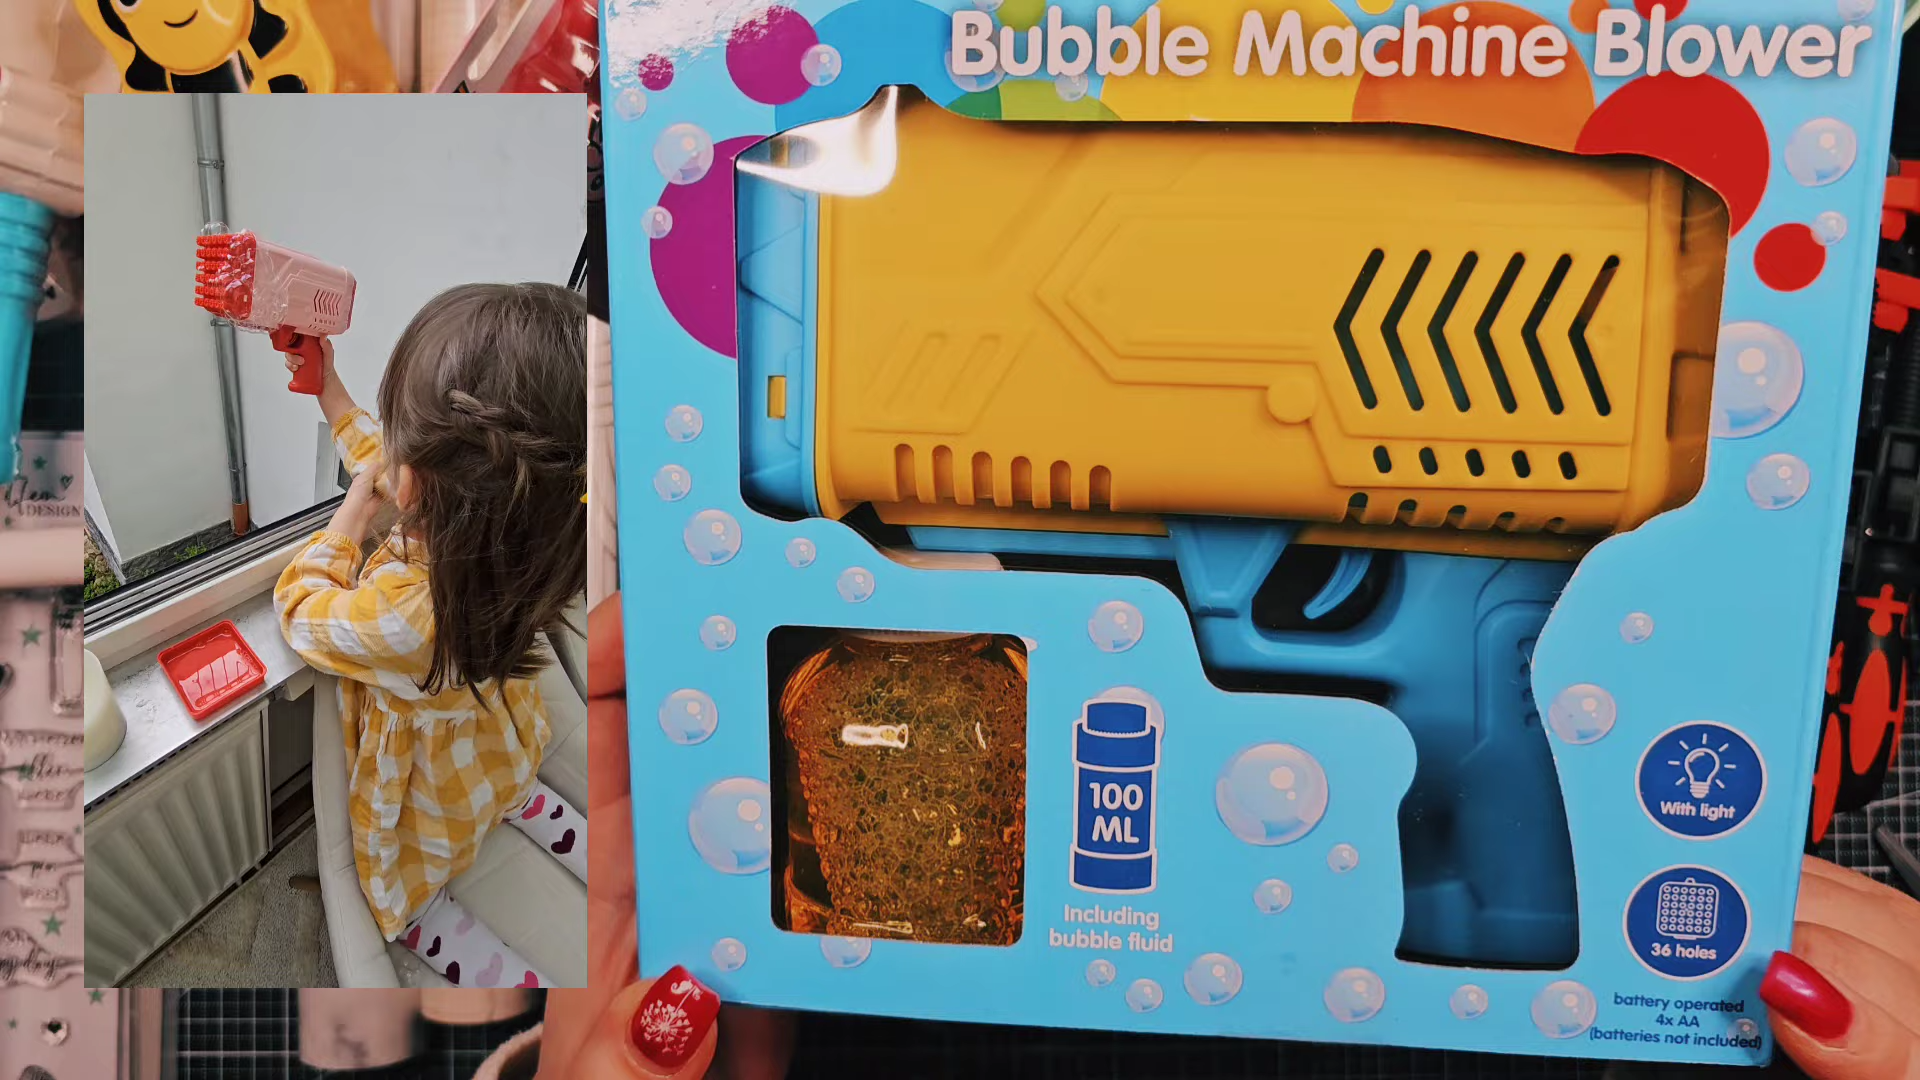 Bubble Machine Blower
100
ML
Including
bubble fluid
With light
36 holes
battery operated
4x AA
(batteries not included)
DESIGN